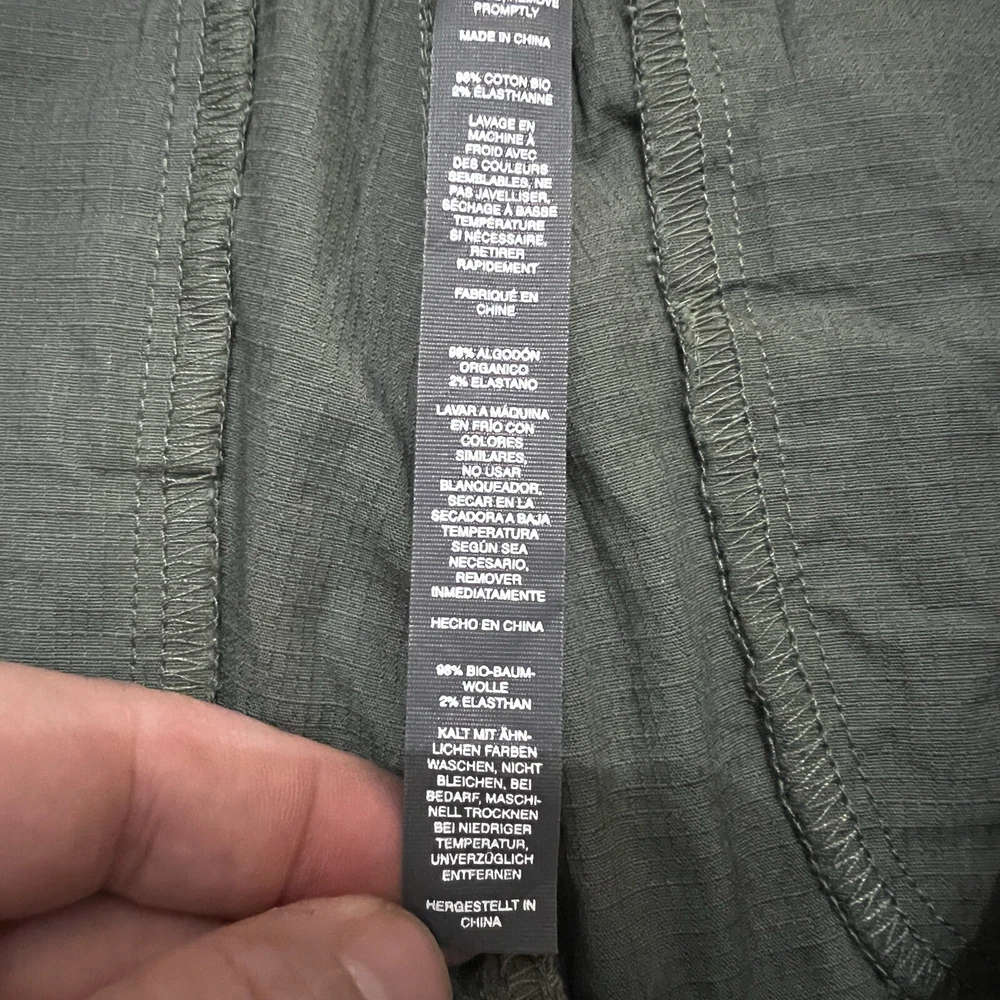 REMOVE
PROMPTLY
MADE IN CHINA
98% COTON BIO
2% ÉLASTHANNE
LAVAGE EN
MACHINE À
FROID AVEC
DES COULEURS
SEMBLABLES, NE
PAS JAVELLISER,
SÉCHAGE À BASSE
TEMPÉRATURE
SI NÉCESSAIRE,
RETIRER
RAPIDEMENT
FABRIQUÉ EN
CHINE
98% ALGODÓN
ORGANICO
2% ELASTANO
LAVAR A MÁQUINA
EN FRÍO CON
COLORES
SIMILARES,
NO USAR
BLANQUEADOR,
SECAR EN LA
SECADORA A BAJA
TEMPERATURA
SEGÚN SEA
NECESARIO,
REMOVER
INMEDIATAMENTE
HECHO EN CHINA
98% BIO-BAUM-
WOLLE
2% ELASTHAN
KALT MIT ÄHN-
LICHEN FARBEN
WASCHEN, NICHT
BLEICHEN, BEI
BEDARF, MASCHI-
NELL TROCKNEN
BEI NIEDRIGER
TEMPERATUR,
UNVERZÜGLICH
ENTFERNEN
HERGESTELLT IN
CHINA